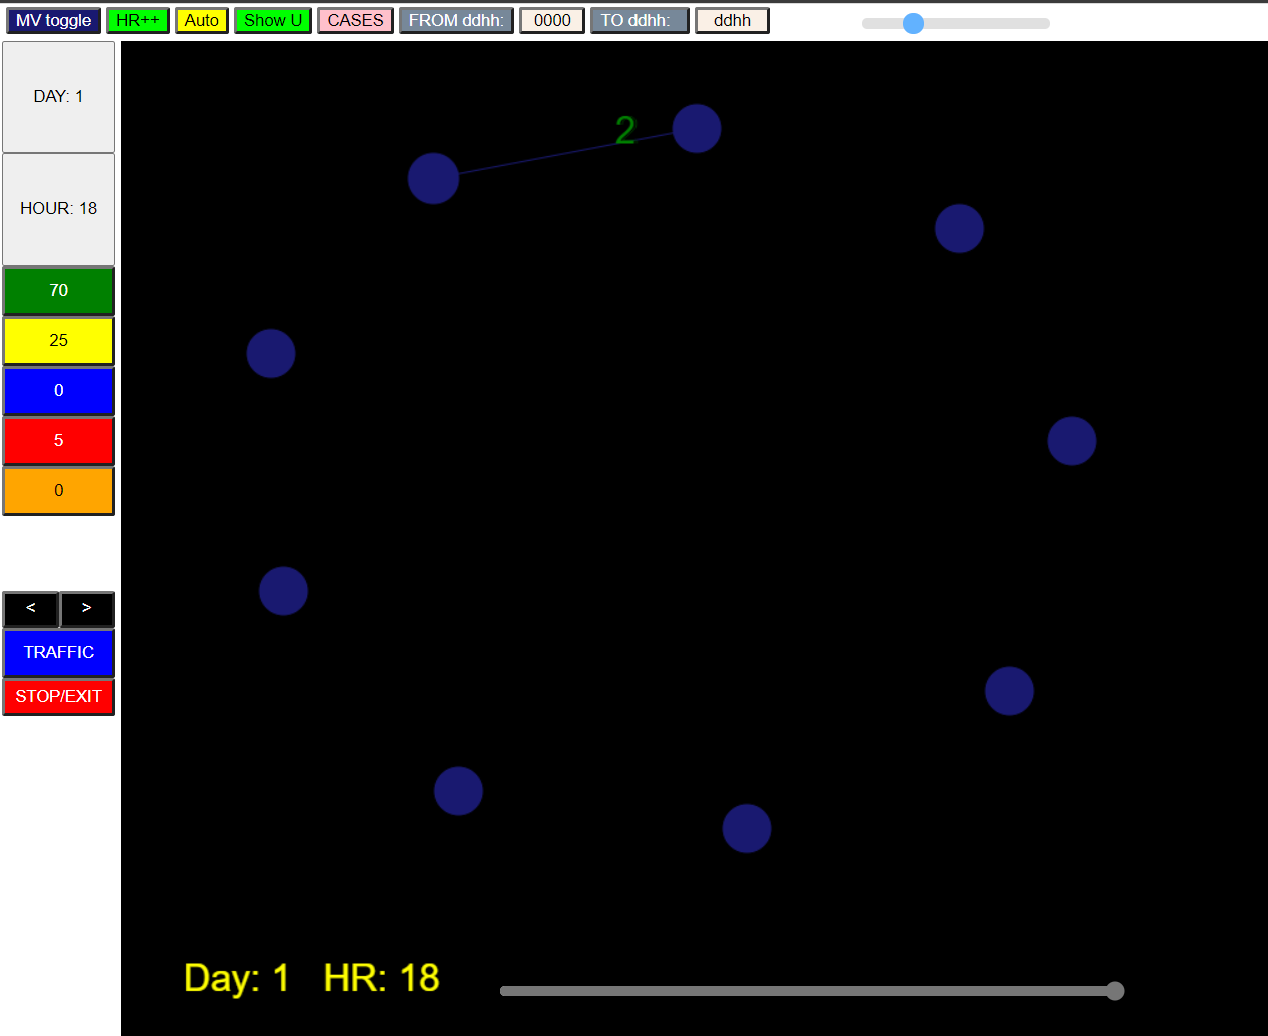 MV toggle HR++ Auto Show U CASES FROM ddhh: 0000 TO ddhh: ddhh
DAY: 1
HOUR: 18
70
25
0
5
0
< >
TRAFFIC
STOP/EXIT
2
Day: 1 HR: 18